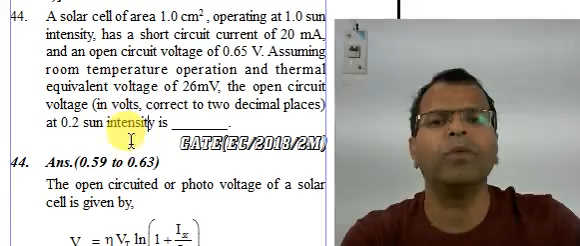 44. A solar cell of area 1.0 cm², operating at 1.0 sun
intensity, has a short circuit current of 20 mA,
and an open circuit voltage of 0.65 V. Assuming
room temperature operation and thermal
equivalent voltage of 26mV, the open circuit
voltage (in volts, correct to two decimal places)
at 0.2 sun intensity is ________.
GATE[EC/2018/2M]
44. Ans.(0.59 to 0.63)
The open circuited or photo voltage of a solar
cell is given by,
V = η V_T ln(1 + I_sc